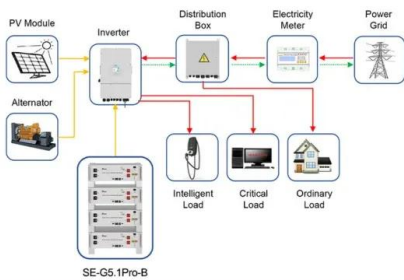 PV Module
Inverter
Distribution
Box
Electricity
Meter
Power
Grid
Alternator
Intelligent
Load
Critical
Load
Ordinary
Load
SE-G5.1Pro-B